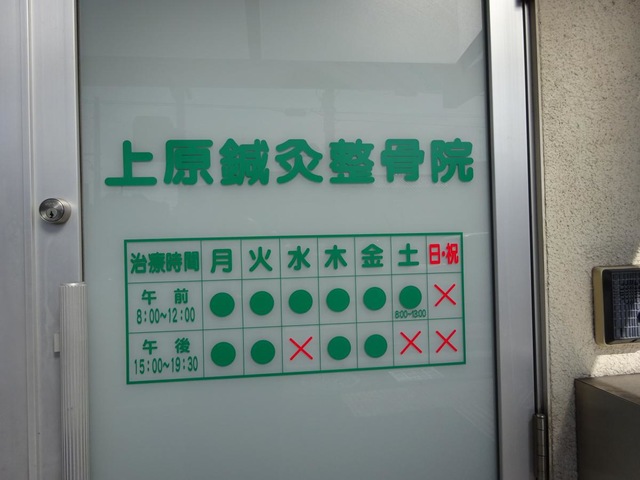 上原鍼灸整骨院
治療時間 月 火 水 木 金 土 日・祝
午前
8:00~12:00 ● ● ● ● ● ● ×
8:00~13:00
午後
15:00~19:30 ● ● × ● ● × ×